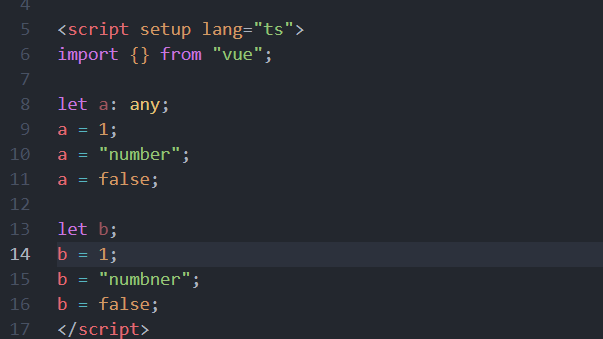 4
5 <script setup lang="ts">
6 import {} from "vue";
7
8 let a: any;
9 a = 1;
10 a = "number";
11 a = false;
12
13 let b;
14 b = 1;
15 b = "numbner";
16 b = false;
17 </script>